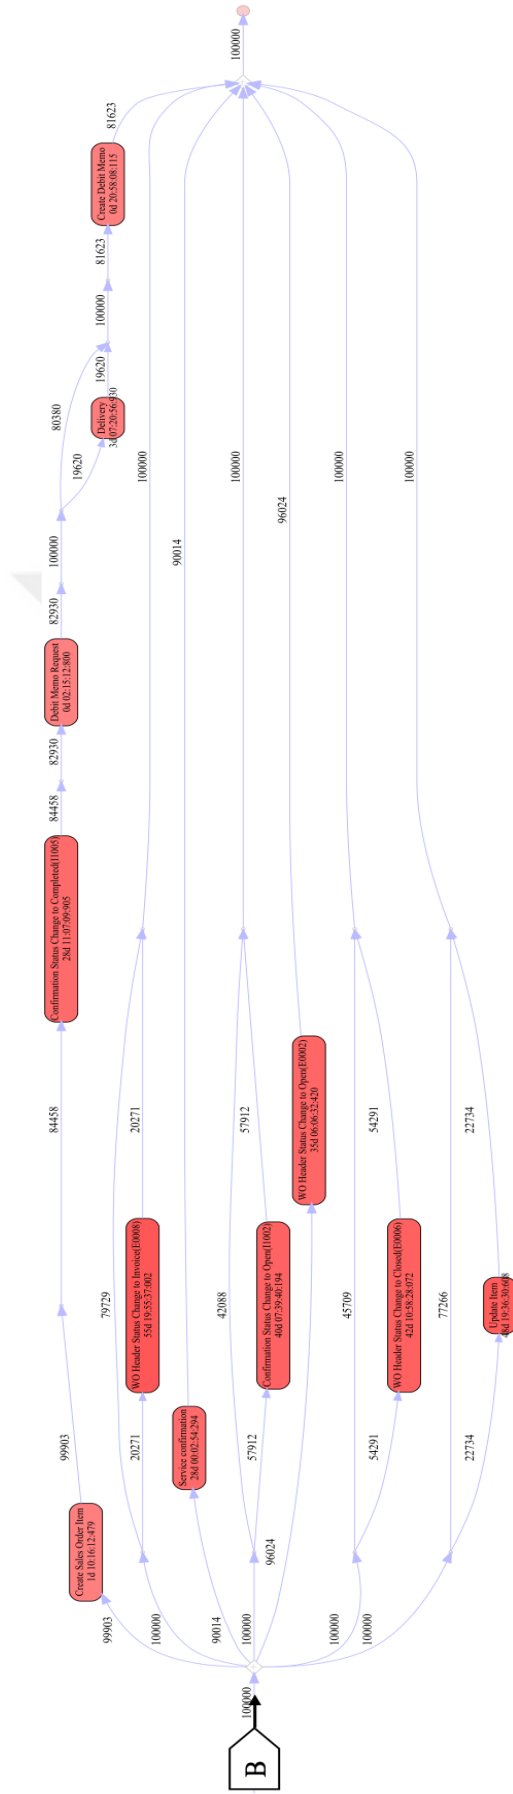 B
100000
99903
Create Sales Order Item
1d 10:16:12:479
99903
84458
Confirmation Status Change to Completed(I1005)
28d 11:07:09:905
84458
82930
Debit Memo Request
0d 02:15:12:800
82930
100000
80380
19620
Delivery
3d 07:20:56:930
19620
100000
81623
Create Debit Memo
0d 20:58:08:115
81623
100000
100000
79729
20271
WO Header Status Change to Invoice(E0008)
55d 19:55:37:002
20271
100000
90014
Service confirmation
28d 00:02:54:294
90014
100000
42088
57912
Confirmation Status Change to Open(I1002)
40d 07:39:40:194
57912
100000
96024
WO Header Status Change to Open(E0002)
35d 06:06:32:420
96024
100000
45709
54291
WO Header Status Change to Closed(E0006)
42d 10:58:28:072
54291
100000
100000
77266
22734
Update Item
22734
100000